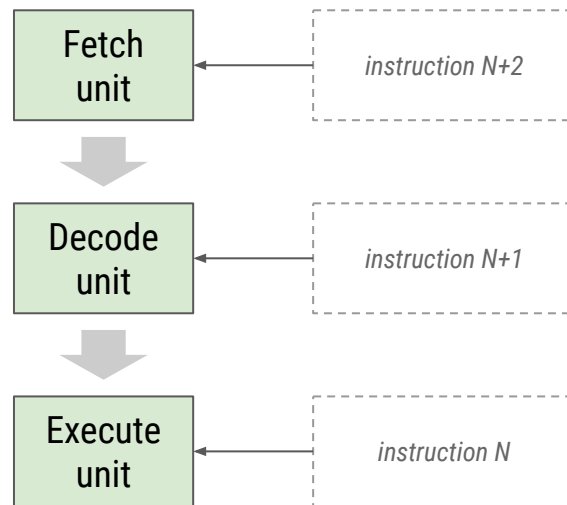 Fetch
unit
instruction N+2
Decode
unit
instruction N+1
Execute
unit
instruction N